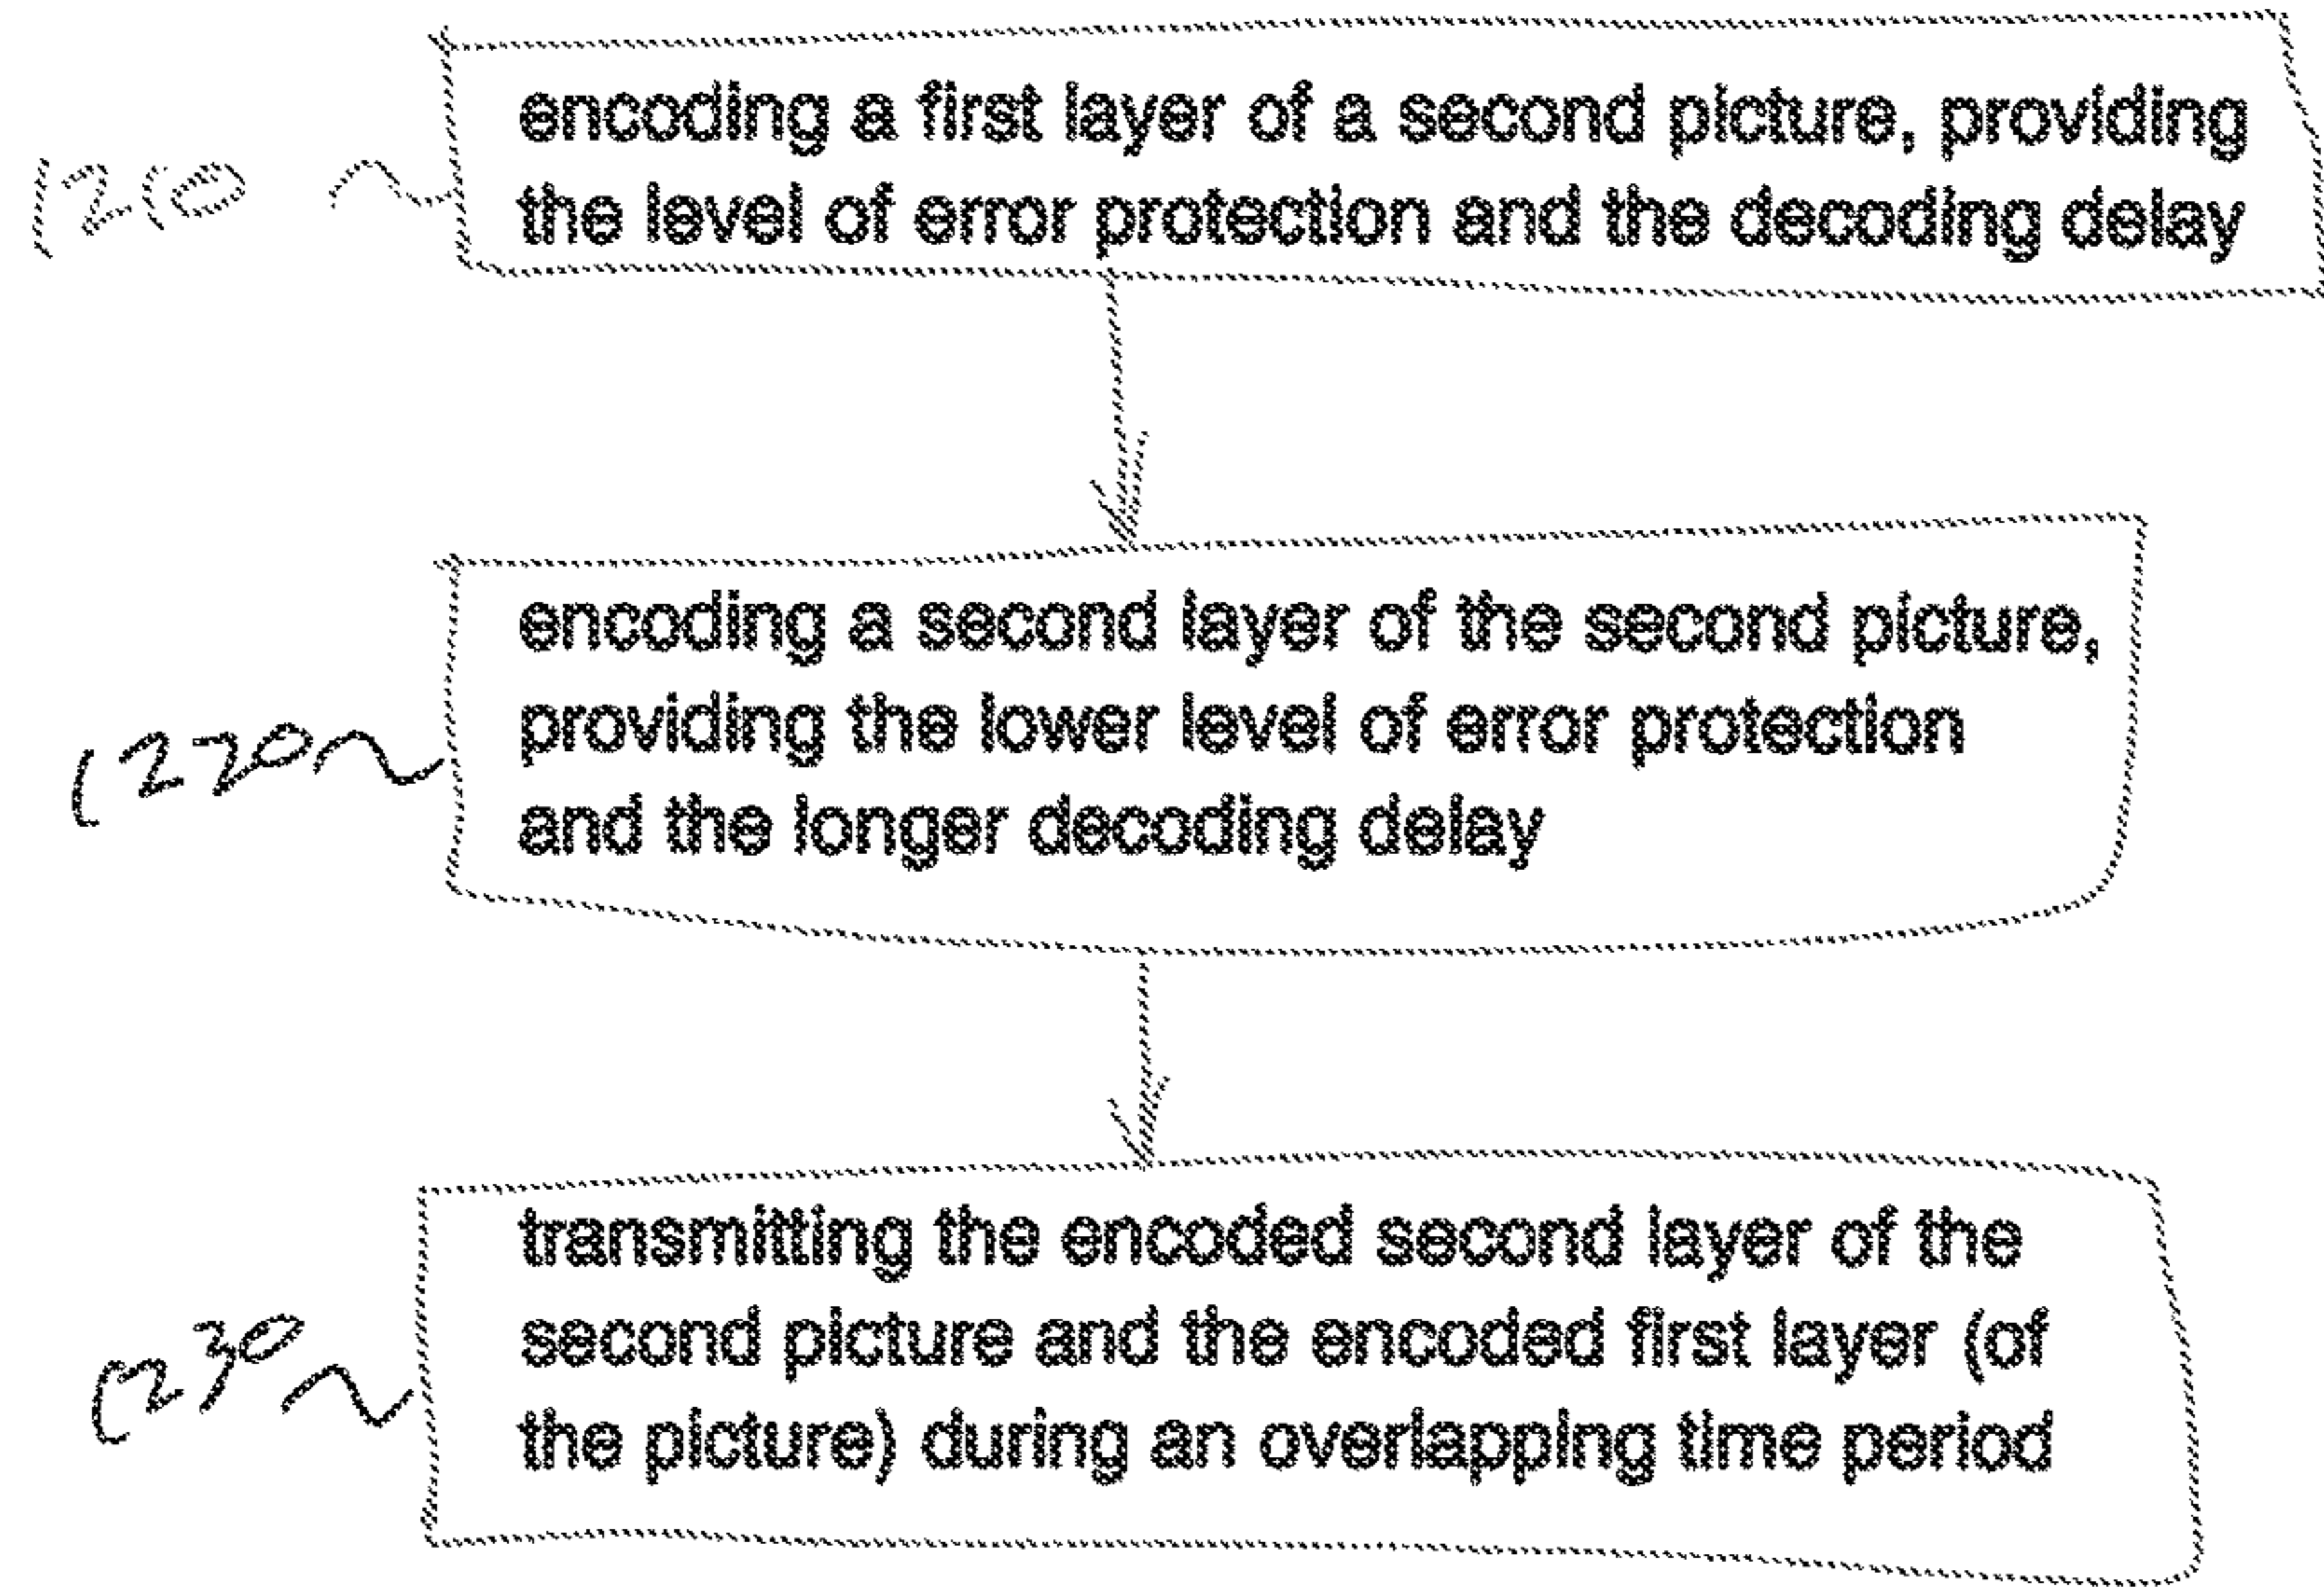 1210
encoding a first layer of a second picture, providing
the level of error protection and the decoding delay
1220
encoding a second layer of the second picture,
providing the lower level of error protection
and the longer decoding delay
1230
transmitting the encoded second layer of the
second picture and the encoded first layer (of
the picture) during an overlapping time period